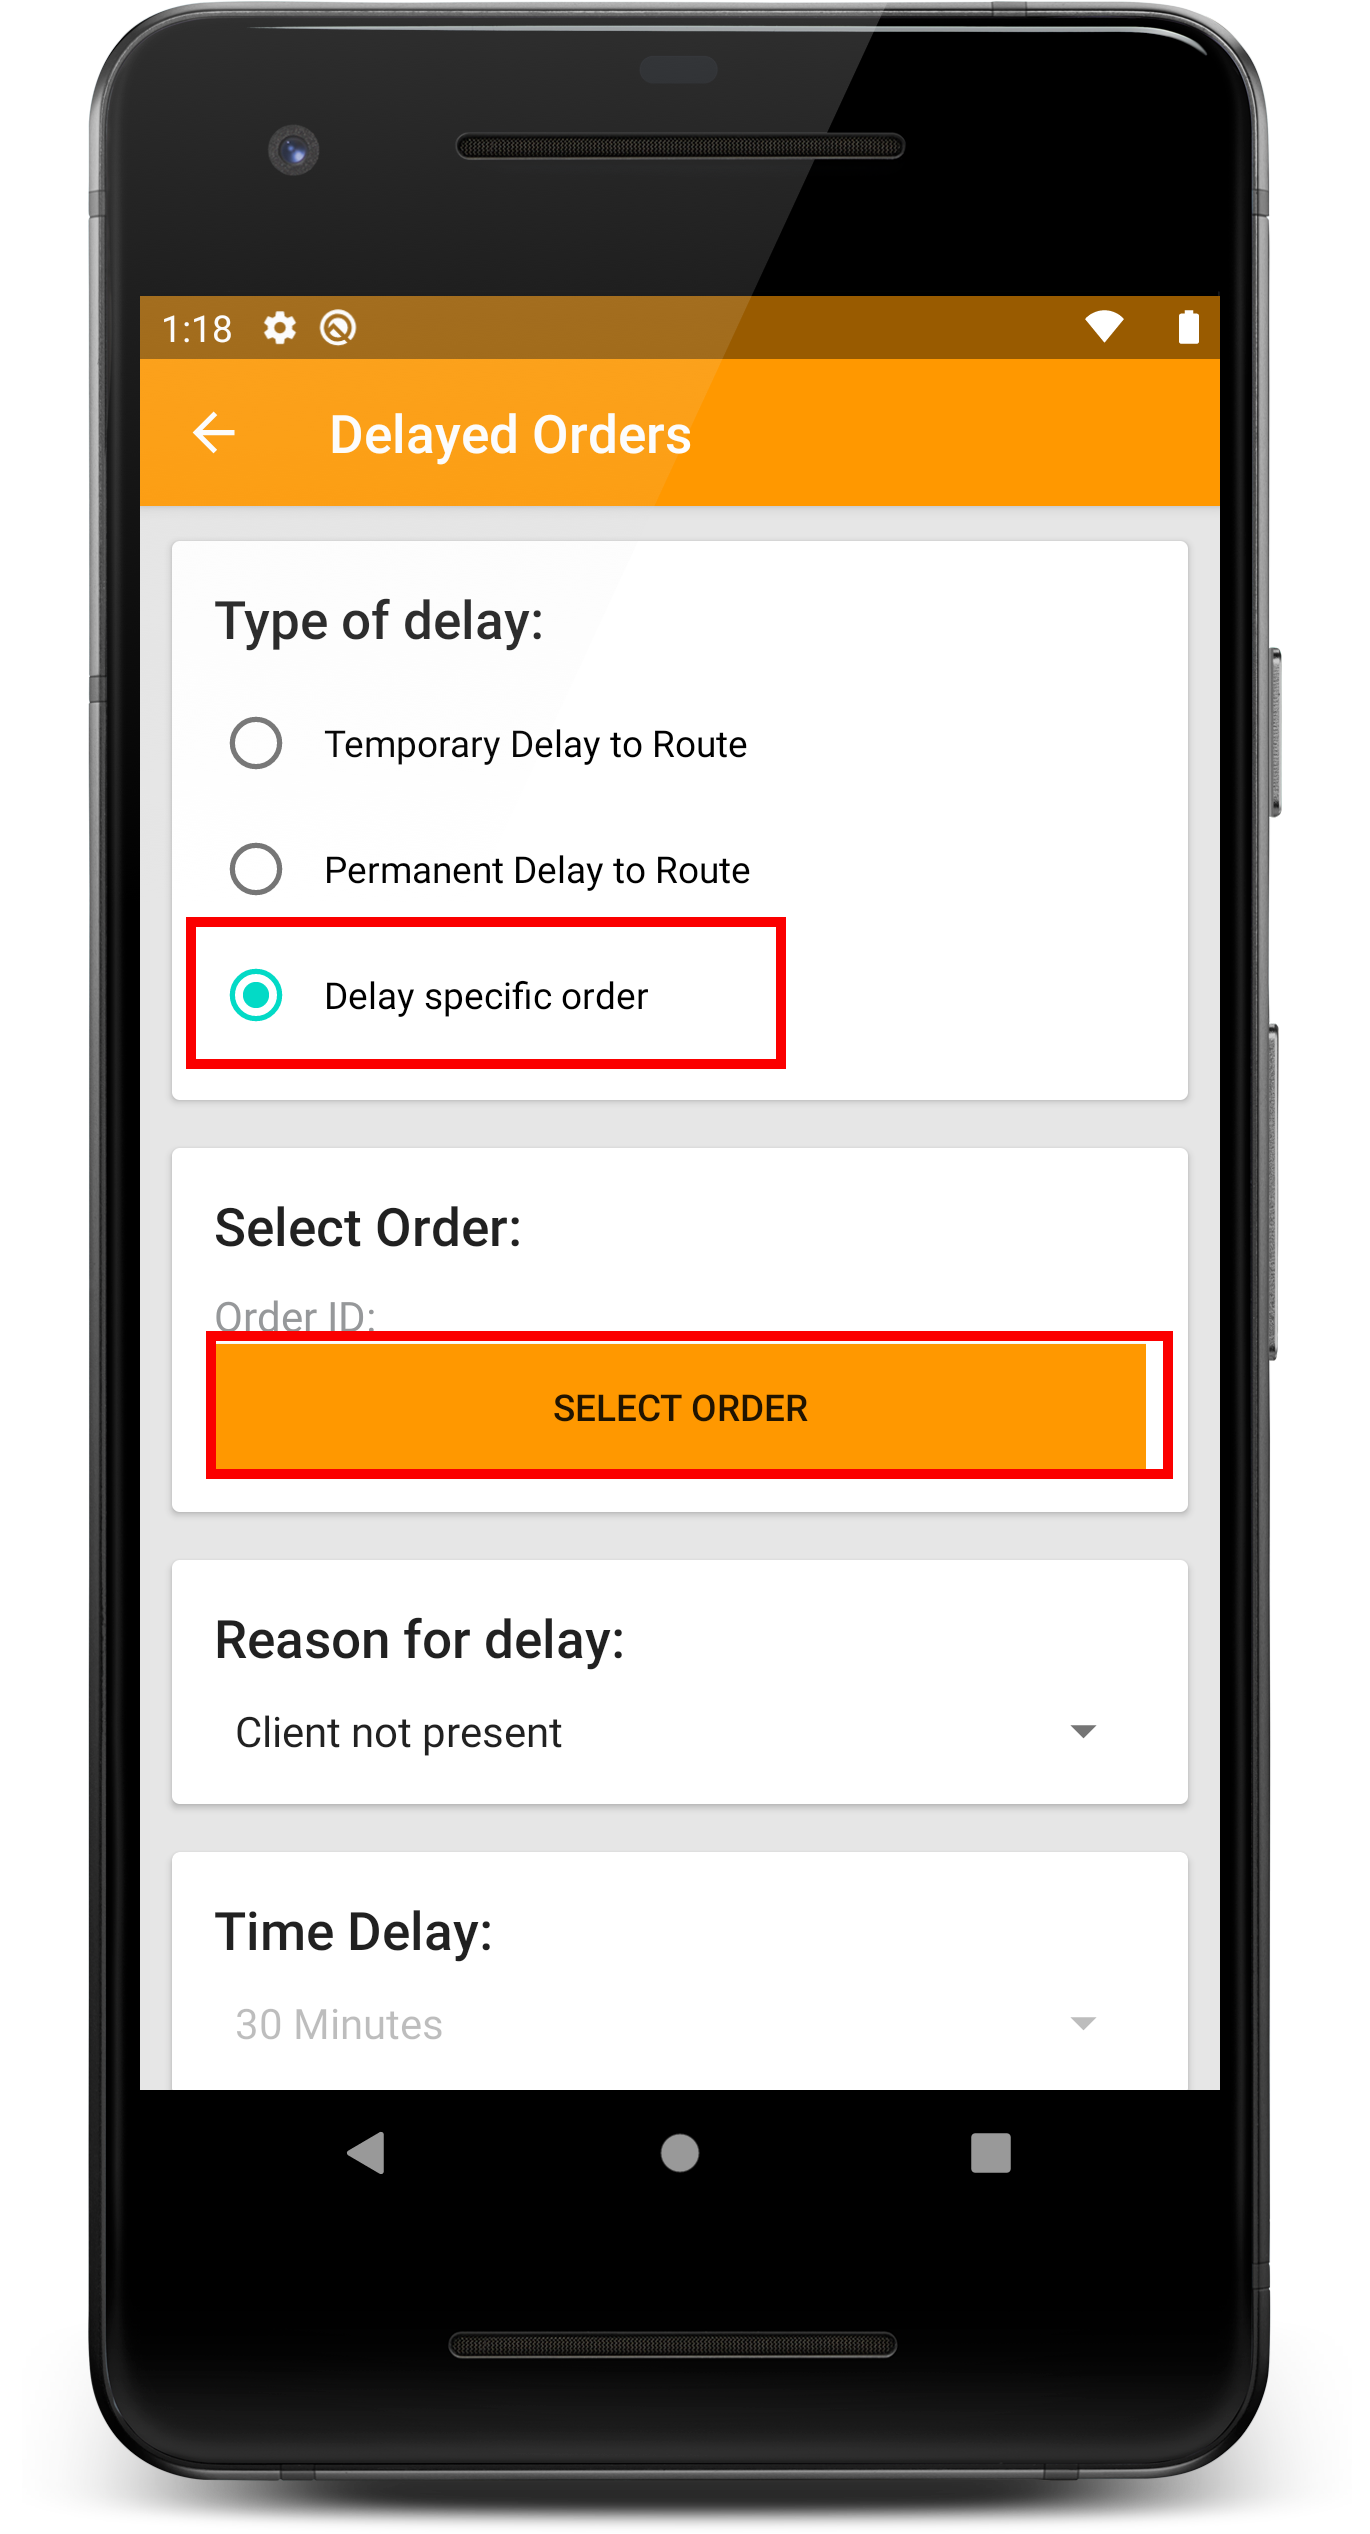 1:18
Delayed Orders
Type of delay:
Temporary Delay to Route
Permanent Delay to Route
Delay specific order
Select Order:
Order ID:
SELECT ORDER
Reason for delay:
Client not present
Time Delay:
30 Minutes